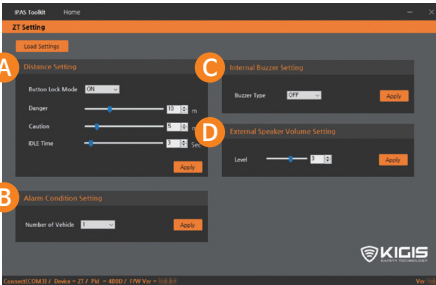 iPAS Toolkit Home
ZT Setting
Load Settings
A
Distance Setting
Button Lock Mode ON
Danger 10 m
Caution 5
IDLE Time 3 Sec
Apply
B
Alarm Condition Setting
Number of Vehicle 1 Apply
C
Internal Buzzer Setting
Buzzer Type OFF Apply
D
External Speaker Volume Setting
Level 3 Apply
KIGIS
SAFETY TECHNOLOGY
Connect(COM3) / Device = ZT / Pid = 400D / F/W Ver =
Ver